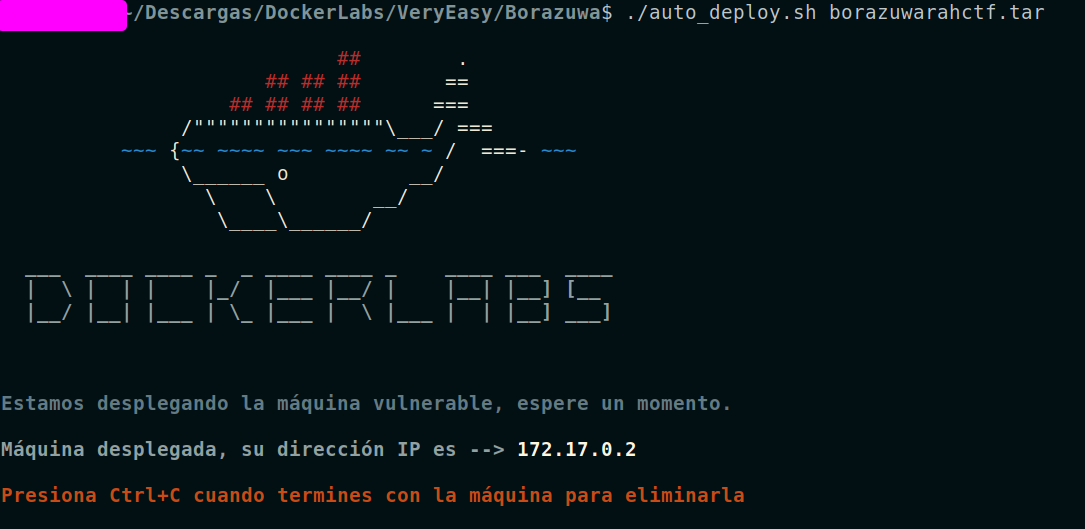 ~/Descargas/DockerLabs/VeryEasy/Borazuwa$ ./auto_deploy.sh borazuwarahctf.tar
##         .
## ## ##       ==
## ## ## ##      ===
/""""""""""""""""\___/ ===
~~~ {~~ ~~~~ ~~~ ~~~~ ~~ ~ /  ===- ~~~
\______ o          __/
\    \        __/
\____\______/
DOCKERLABS
Estamos desplegando la máquina vulnerable, espere un momento.
Máquina desplegada, su dirección IP es --> 172.17.0.2
Presiona Ctrl+C cuando termines con la máquina para eliminarla